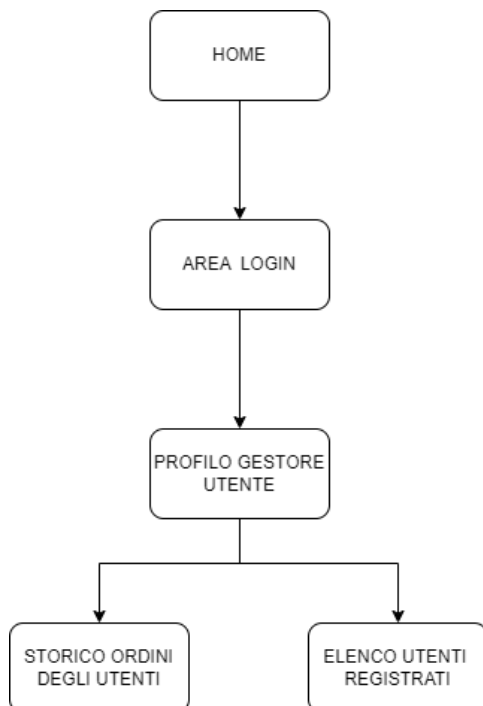 HOME
AREA LOGIN
PROFILO GESTORE
UTENTE
STORICO ORDINI
DEGLI UTENTI
ELENCO UTENTI
REGISTRATI